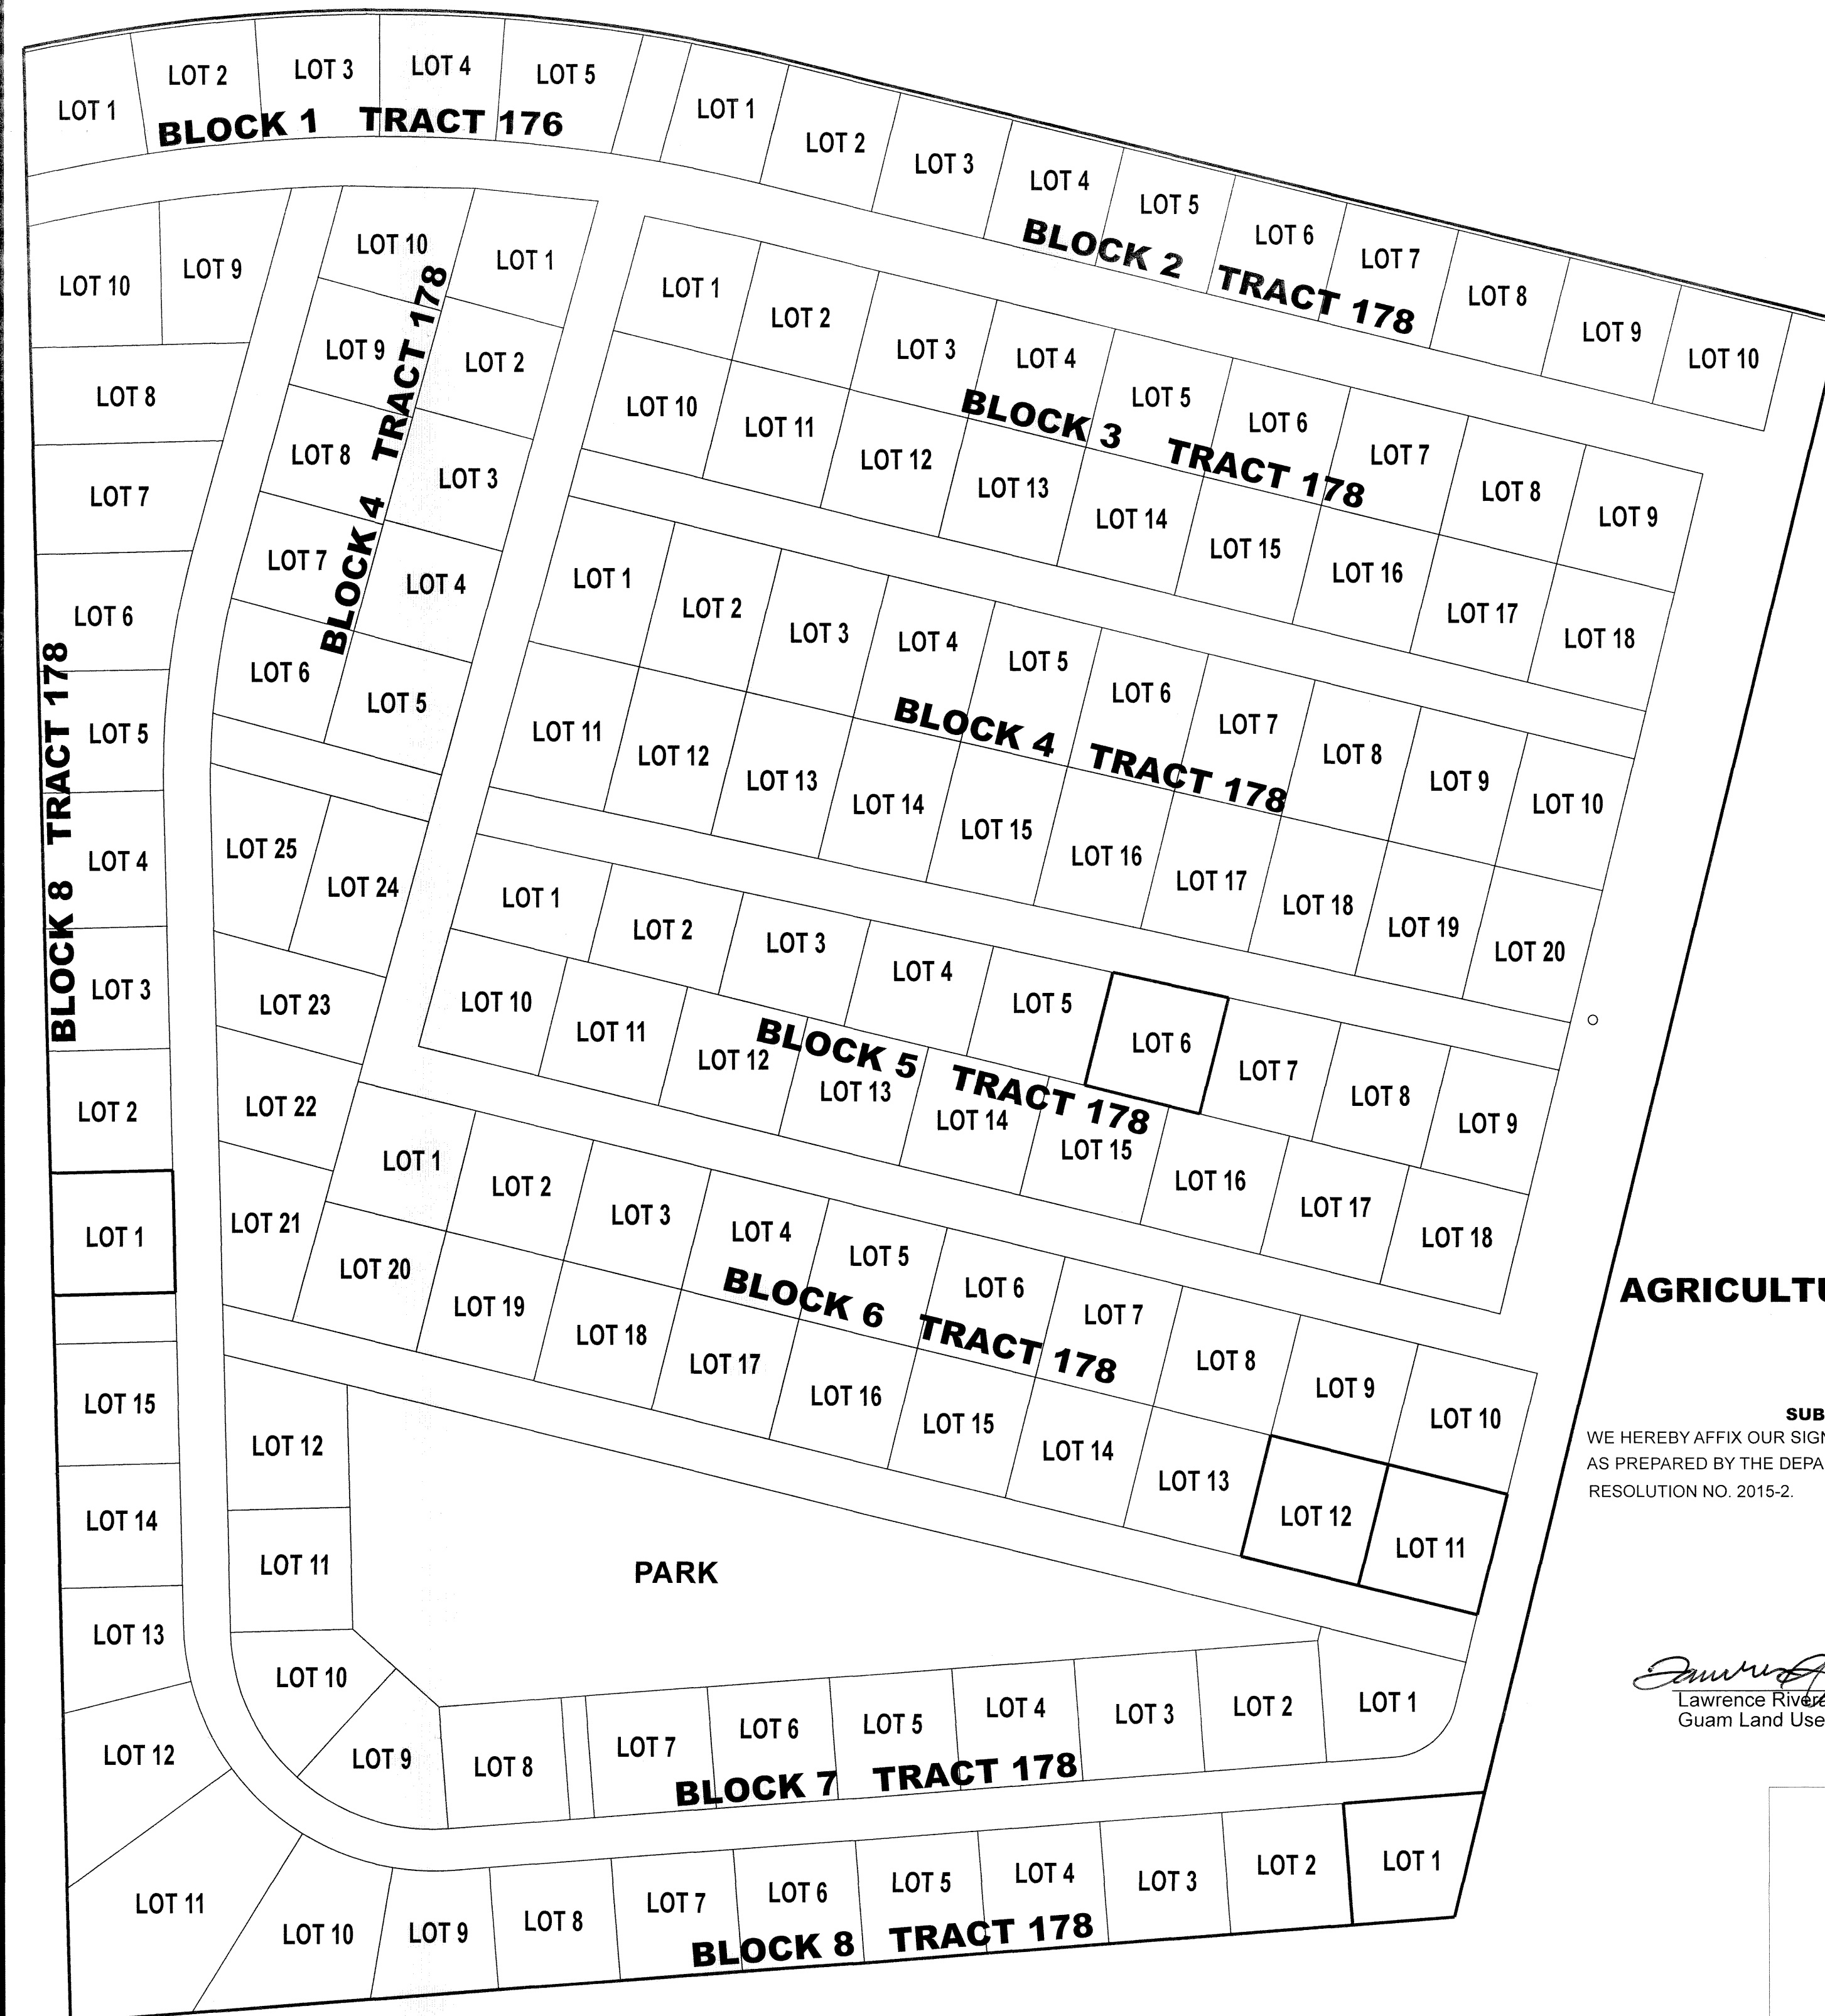 LOT 1
LOT 2
LOT 3
LOT 4
LOT 5
BLOCK 1 TRACT 176
LOT 1
LOT 2
LOT 3
LOT 4
LOT 5
LOT 6
LOT 7
LOT 8
LOT 9
LOT 10
BLOCK 2 TRACT 178
LOT 10
LOT 9
LOT 8
LOT 7
LOT 6
LOT 5
LOT 4
LOT 3
LOT 2
LOT 1
BLOCK 8 TRACT 178
LOT 10
LOT 1
LOT 9
LOT 2
LOT 8
LOT 3
LOT 7
LOT 4
LOT 6
LOT 5
BLOCK 4 TRACT 178
LOT 1
LOT 2
LOT 3
LOT 4
LOT 5
LOT 6
LOT 7
LOT 8
LOT 9
BLOCK 3 TRACT 178
LOT 10
LOT 11
LOT 12
LOT 13
LOT 14
LOT 15
LOT 16
LOT 17
LOT 18
LOT 1
LOT 2
LOT 3
LOT 4
LOT 5
LOT 6
LOT 7
LOT 8
LOT 9
LOT 10
BLOCK 4 TRACT 178
LOT 11
LOT 12
LOT 13
LOT 14
LOT 15
LOT 16
LOT 17
LOT 18
LOT 19
LOT 20
LOT 25
LOT 24
LOT 23
LOT 22
LOT 21
LOT 1
LOT 2
LOT 3
LOT 4
LOT 5
LOT 6
LOT 7
LOT 8
LOT 9
BLOCK 5 TRACT 178
LOT 10
LOT 11
LOT 12
LOT 13
LOT 14
LOT 15
LOT 16
LOT 17
LOT 18
LOT 1
LOT 2
LOT 3
LOT 4
LOT 5
LOT 6
LOT 7
LOT 8
LOT 9
LOT 10
BLOCK 6 TRACT 178
LOT 20
LOT 19
LOT 18
LOT 17
LOT 16
LOT 15
LOT 14
LOT 13
LOT 12
LOT 11
AGRICULTU
SUB
WE HEREBY AFFIX OUR SIGN
AS PREPARED BY THE DEPA
RESOLUTION NO. 2015-2.
Lawrence Rivera
Guam Land Use
LOT 15
LOT 14
LOT 13
LOT 12
LOT 11
LOT 12
LOT 11
PARK
LOT 10
LOT 9
LOT 8
LOT 7
LOT 6
LOT 5
LOT 4
LOT 3
LOT 2
LOT 1
BLOCK 7 TRACT 178
LOT 10
LOT 9
LOT 8
LOT 7
LOT 6
LOT 5
LOT 4
LOT 3
LOT 2
LOT 1
BLOCK 8 TRACT 178